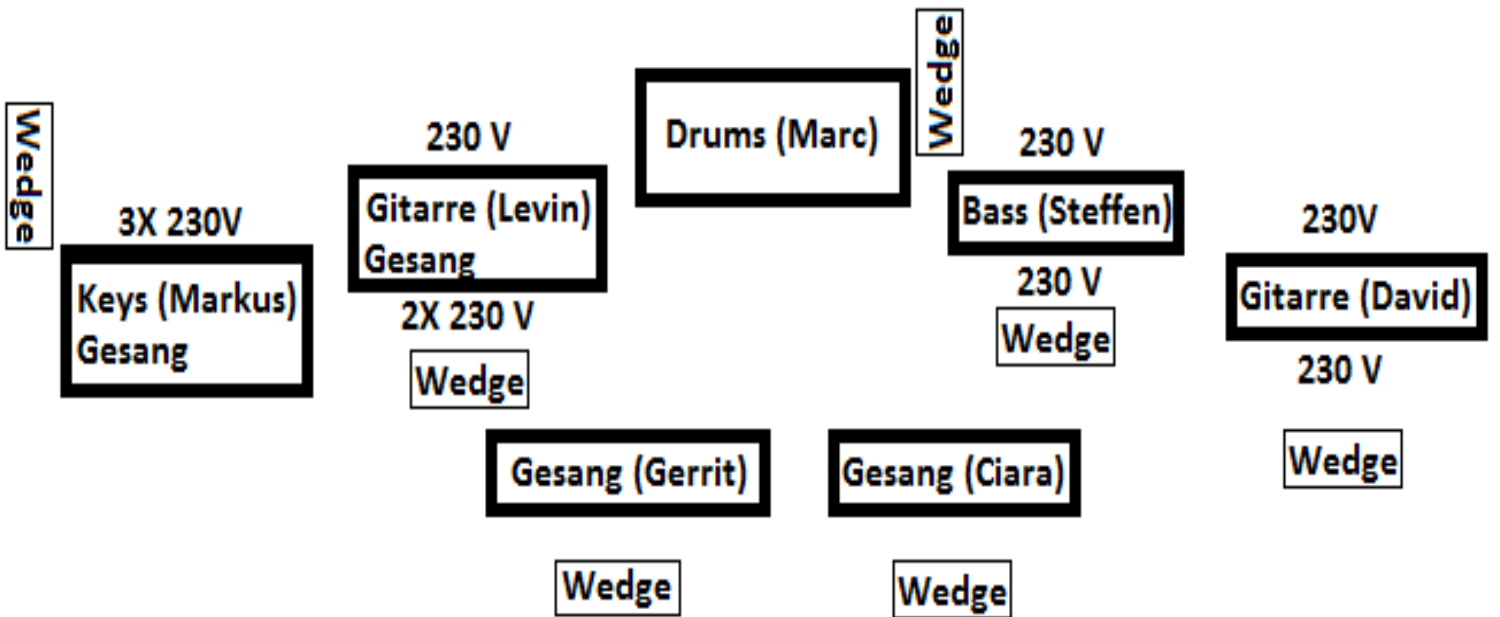 Wedge
Drums (Marc)
Wedge
230 V
Gitarre (Levin)
Gesang
2X 230 V
Wedge
3X 230V
Keys (Markus)
Gesang
230 V
Bass (Steffen)
230 V
Wedge
230V
Gitarre (David)
230 V
Wedge
Gesang (Gerrit)
Wedge
Gesang (Ciara)
Wedge